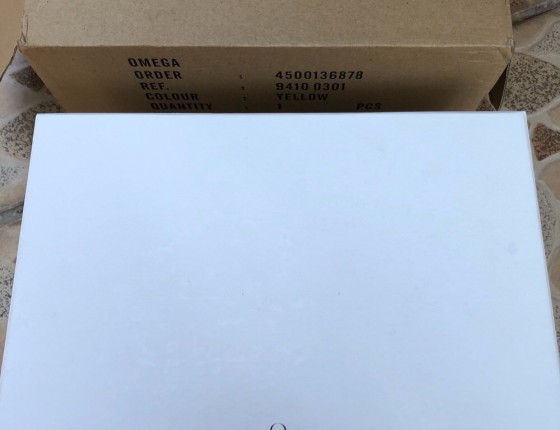 OMEGA
ORDER : 4500136878
REF. : 9410 0301
COLOUR : YELLOW
QUANTITY : 1 PCS